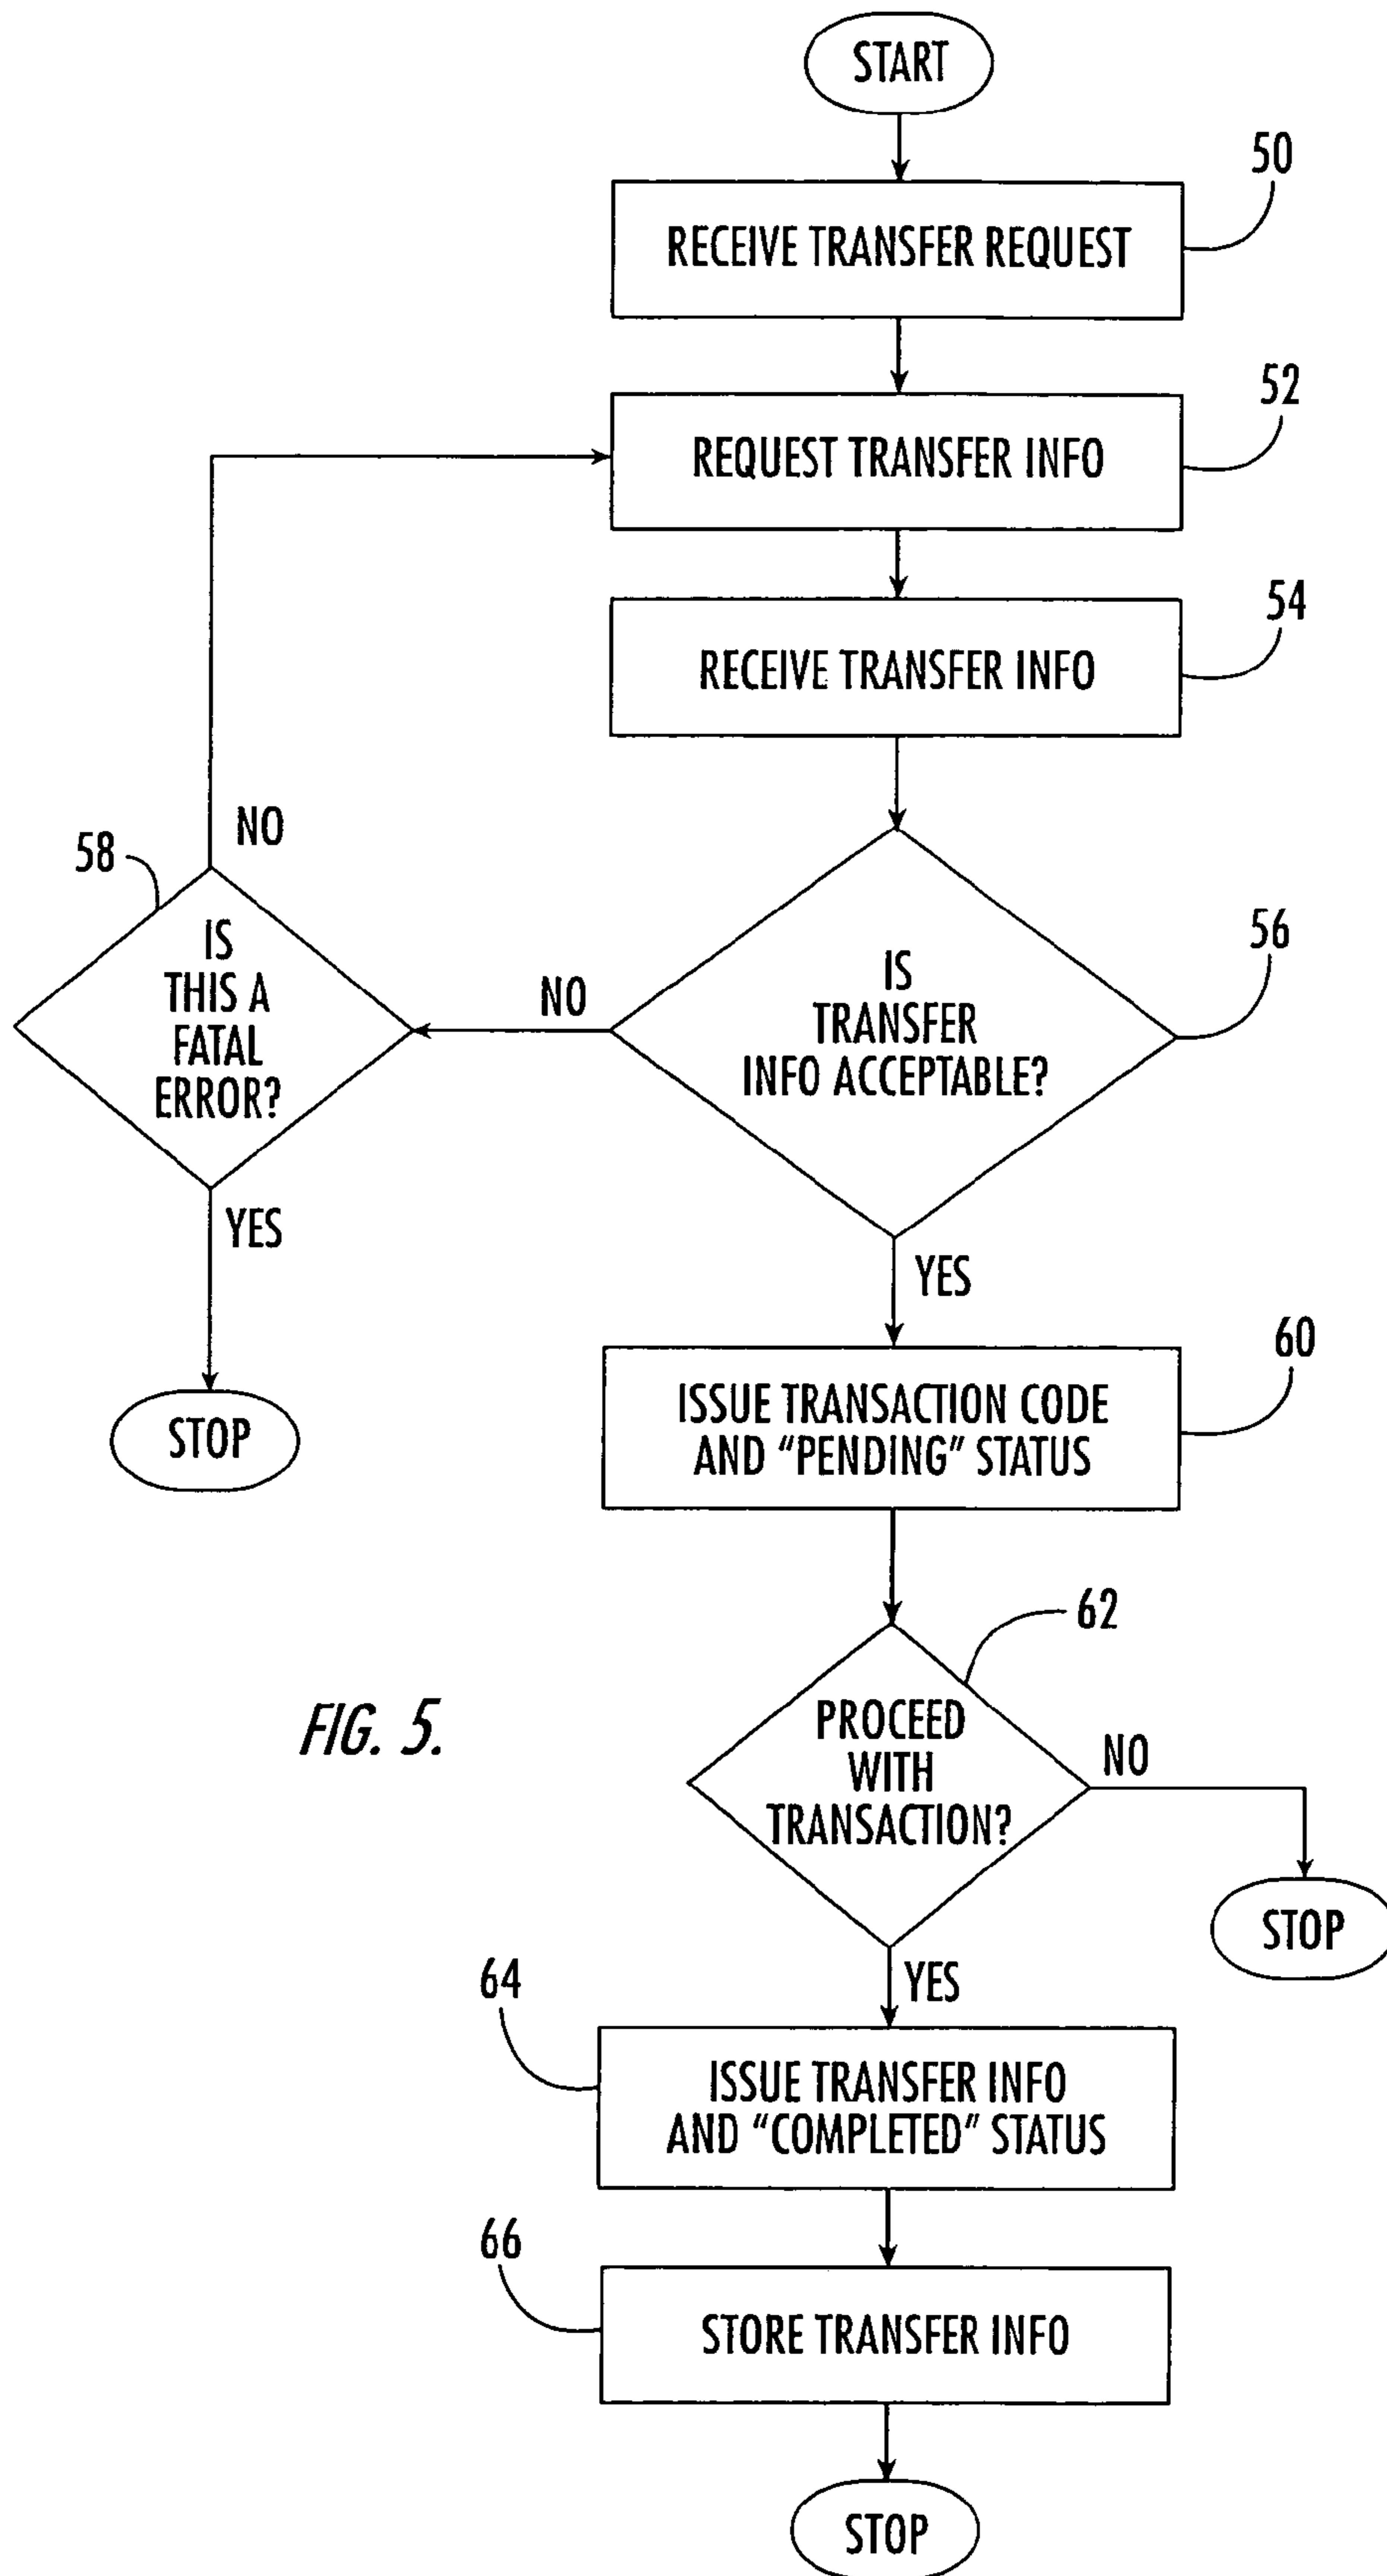 START
50
RECEIVE TRANSFER REQUEST
52
REQUEST TRANSFER INFO
54
RECEIVE TRANSFER INFO
NO
58
IS
THIS A
FATAL
ERROR?
NO
56
IS
TRANSFER
INFO ACCEPTABLE?
YES
STOP
YES
60
ISSUE TRANSACTION CODE
AND “PENDING” STATUS
62
PROCEED
WITH
TRANSACTION?
NO
STOP
FIG. 5.
YES
64
ISSUE TRANSFER INFO
AND “COMPLETED” STATUS
66
STORE TRANSFER INFO
STOP